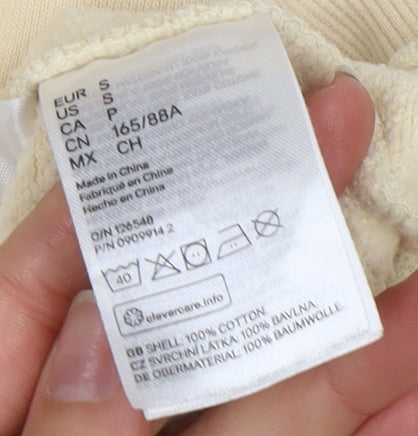 EUR S
US S
CA P
CN 165/88A
MX CH
Made in China
Fabriqué en Chine
Hecho en China
O/N 126548
P/N 0909914 2
40
clevercare.info
GB SHELL: 100% COTTON.
CZ SVRCHNÍ LÁTKA: 100% BAVLNA.
DE OBERMATERIAL: 100% BAUMWOLLE.